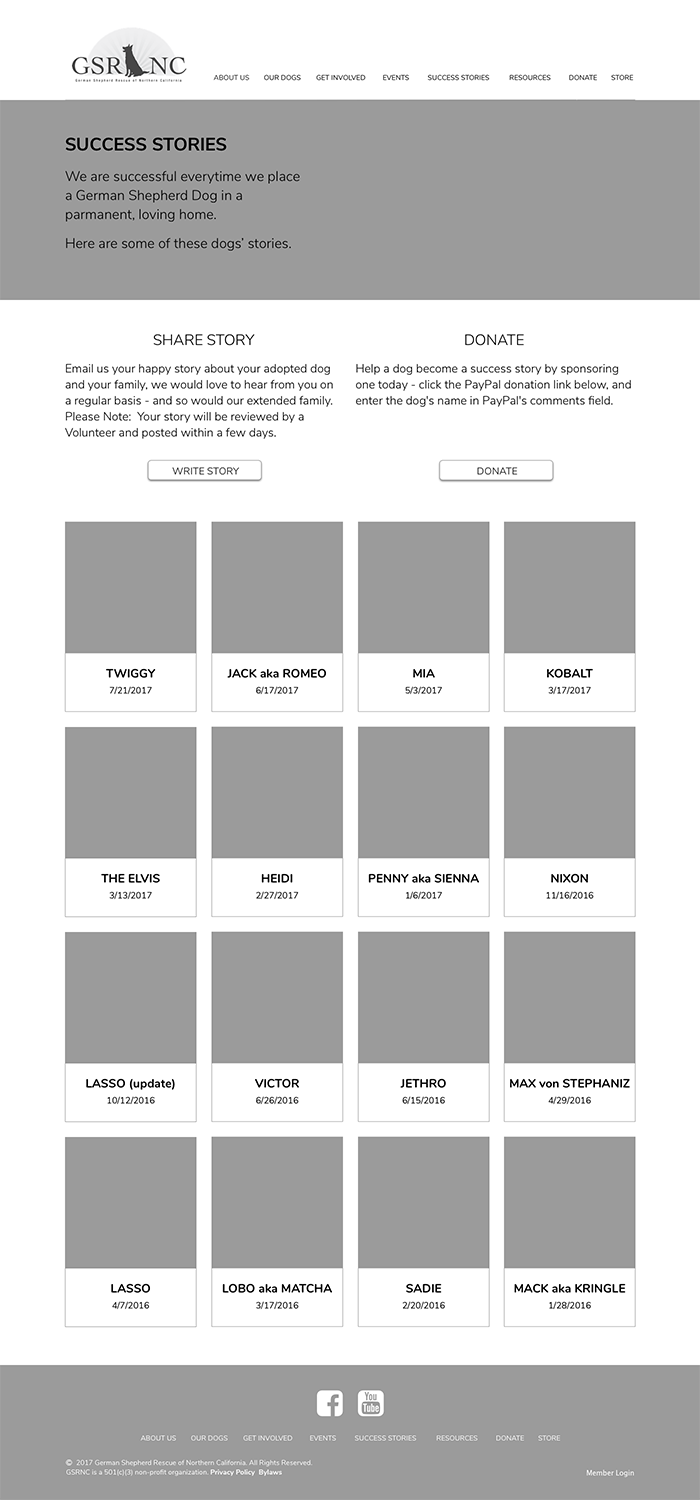 GSR NC
German Shepherd Rescue of Northern California
ABOUT US OUR DOGS GET INVOLVED EVENTS SUCCESS STORIES RESOURCES DONATE STORE
SUCCESS STORIES
We are successful everytime we place
a German Shepherd Dog in a
parmanent, loving home.
Here are some of these dogs' stories.
SHARE STORY
Email us your happy story about your adopted dog
and your family, we would love to hear from you on
a regular basis - and so would our extended family.
Please Note:  Your story will be reviewed by a
Volunteer and posted within a few days.
WRITE STORY
DONATE
Help a dog become a success story by sponsoring
one today - click the PayPal donation link below, and
enter the dog's name in PayPal's comments field.
DONATE
TWIGGY
7/21/2017
JACK aka ROMEO
6/17/2017
MIA
5/3/2017
KOBALT
3/17/2017
THE ELVIS
3/13/2017
HEIDI
2/27/2017
PENNY aka SIENNA
1/6/2017
NIXON
11/16/2016
LASSO (update)
10/12/2016
VICTOR
6/26/2016
JETHRO
6/15/2016
MAX von STEPHANIZ
4/29/2016
LASSO
4/7/2016
LOBO aka MATCHA
3/17/2016
SADIE
2/20/2016
MACK aka KRINGLE
1/28/2016
You
Tube
ABOUT US OUR DOGS GET INVOLVED EVENTS SUCCESS STORIES RESOURCES DONATE STORE
© 2017 German Shepherd Rescue of Northern California. All Rights Reserved.
GSRNC is a 501(c)(3) non-profit organization. Privacy Policy  Bylaws
Member Login